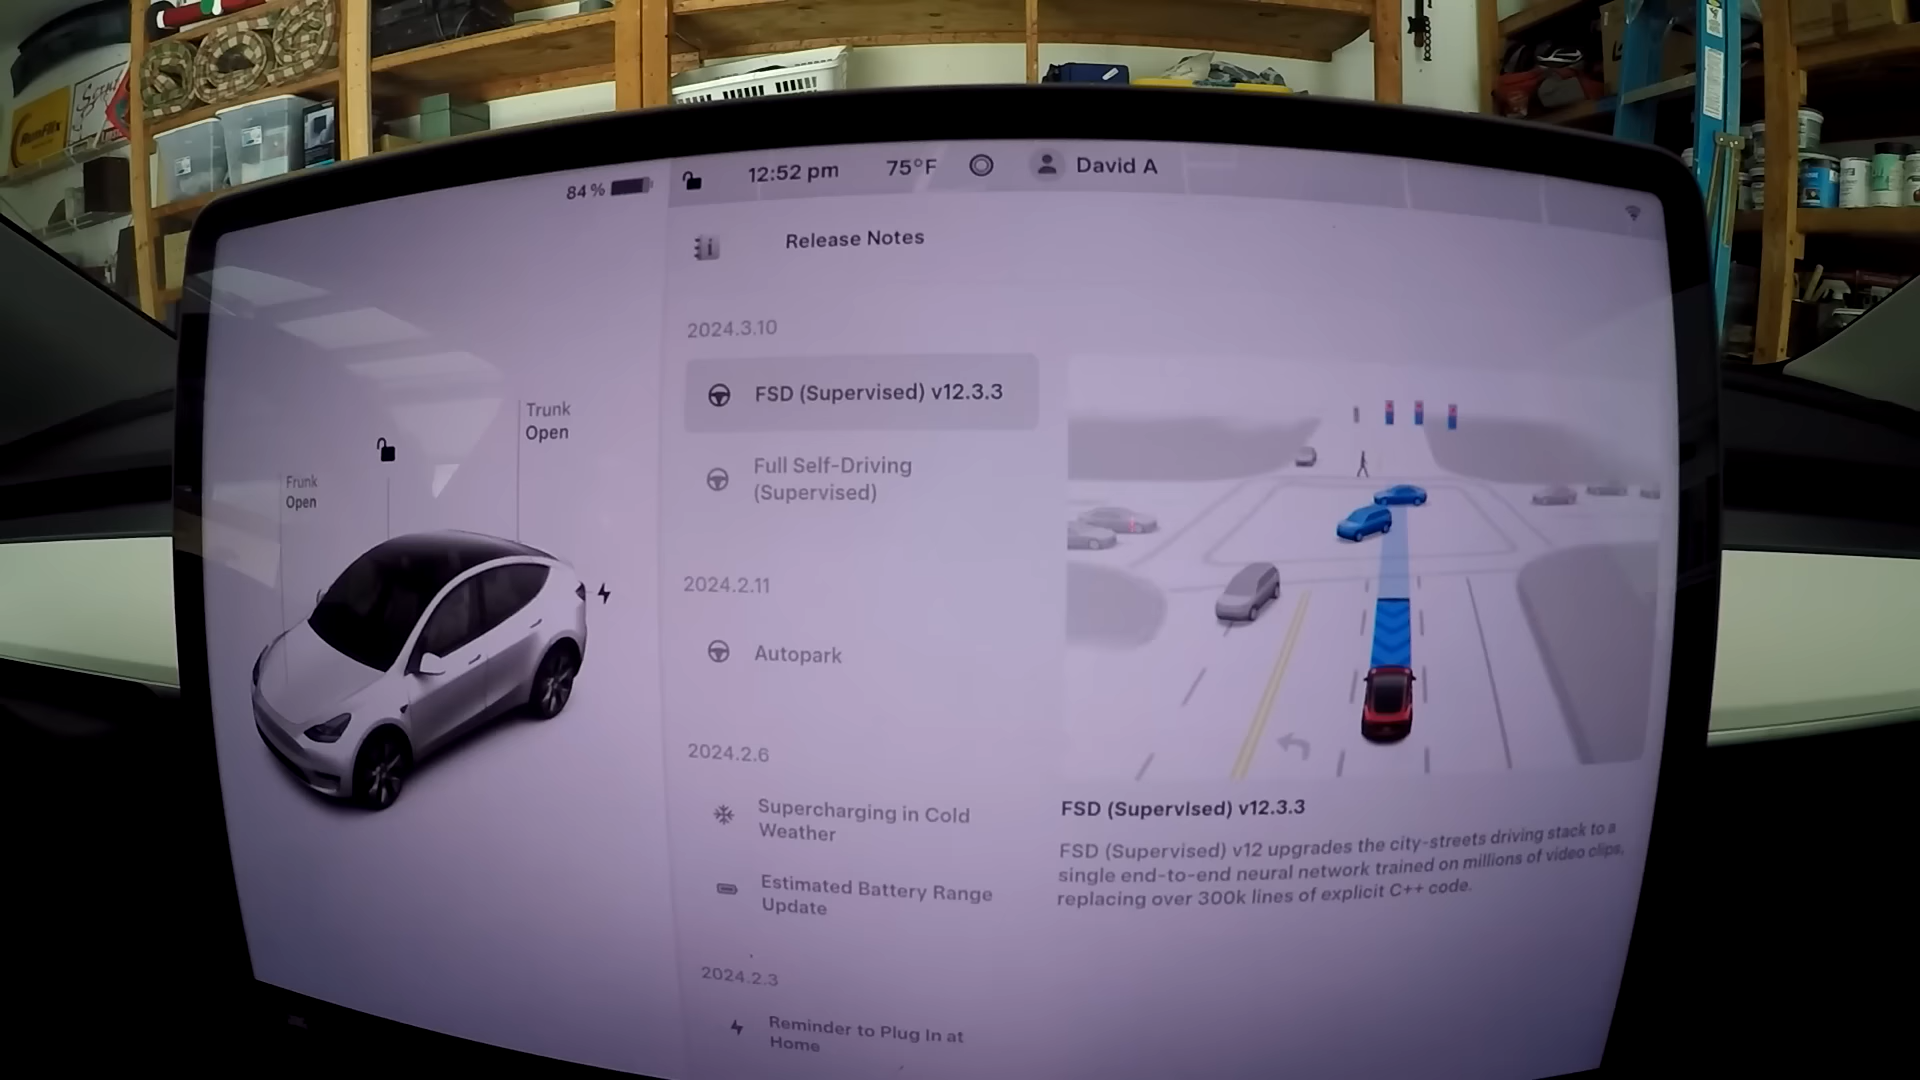 84%
12:52 pm
75°F
David A
Release Notes
2024.3.10
FSD (Supervised) v12.3.3
Full Self-Driving
(Supervised)
2024.2.11
Autopark
2024.2.6
Supercharging in Cold
Weather
Estimated Battery Range
Update
2024.2.3
Reminder to Plug In at
Home
Trunk
Open
Frunk
Open
FSD (Supervised) v12.3.3
FSD (Supervised) v12 upgrades the city-streets driving stack to a
single end-to-end neural network trained on millions of video clips,
replacing over 300k lines of explicit C++ code.